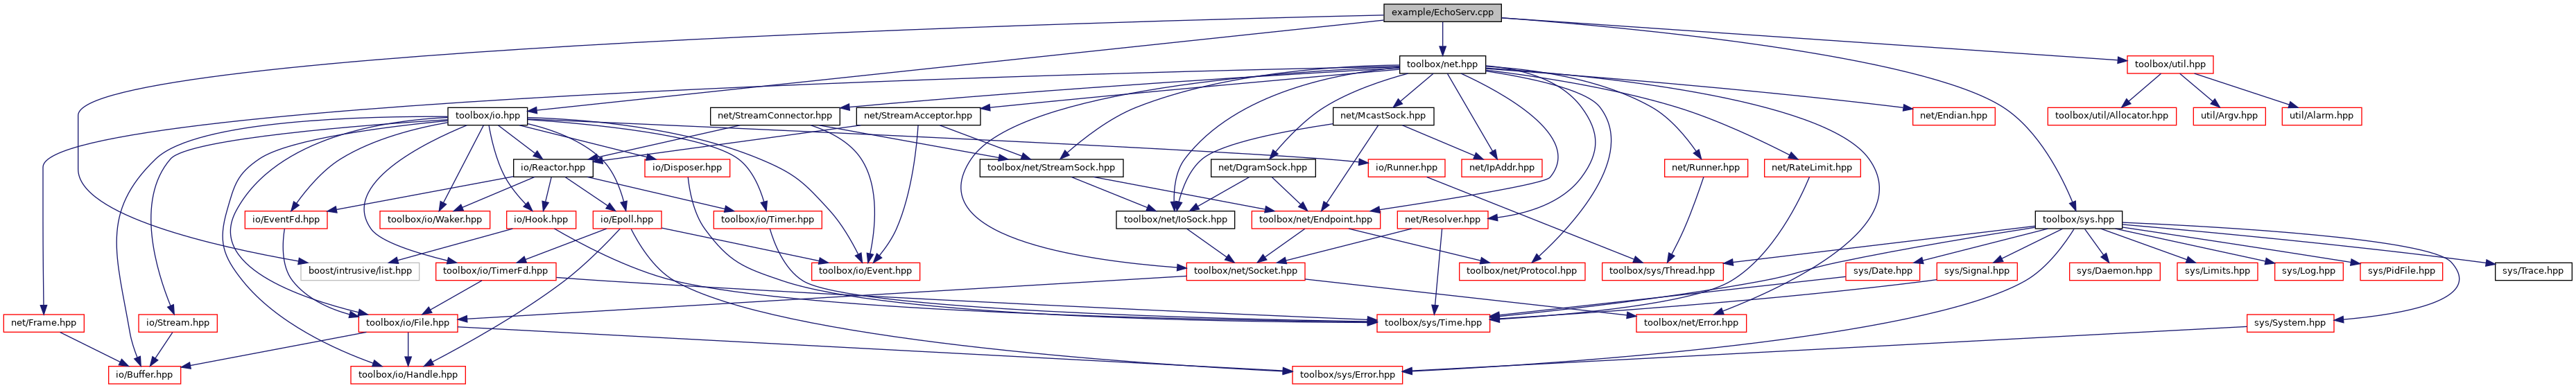 example/EchoServ.cpp
toolbox/net.hpp
toolbox/util.hpp
toolbox/io.hpp
net/StreamConnector.hpp
net/StreamAcceptor.hpp
net/McastSock.hpp
net/Endian.hpp
toolbox/util/Allocator.hpp
util/Argv.hpp
util/Alarm.hpp
io/Reactor.hpp
io/Disposer.hpp
toolbox/net/StreamSock.hpp
net/DgramSock.hpp
io/Runner.hpp
net/IpAddr.hpp
net/Runner.hpp
net/RateLimit.hpp
io/EventFd.hpp
toolbox/io/Waker.hpp
io/Hook.hpp
io/Epoll.hpp
toolbox/io/Timer.hpp
toolbox/net/IoSock.hpp
toolbox/net/Endpoint.hpp
net/Resolver.hpp
toolbox/sys.hpp
boost/intrusive/list.hpp
toolbox/io/TimerFd.hpp
toolbox/io/Event.hpp
toolbox/net/Socket.hpp
toolbox/net/Protocol.hpp
toolbox/sys/Thread.hpp
sys/Date.hpp
sys/Signal.hpp
sys/Daemon.hpp
sys/Limits.hpp
sys/Log.hpp
sys/PidFile.hpp
sys/Trace.hpp
net/Frame.hpp
io/Stream.hpp
toolbox/io/File.hpp
toolbox/sys/Time.hpp
toolbox/net/Error.hpp
sys/System.hpp
io/Buffer.hpp
toolbox/io/Handle.hpp
toolbox/sys/Error.hpp